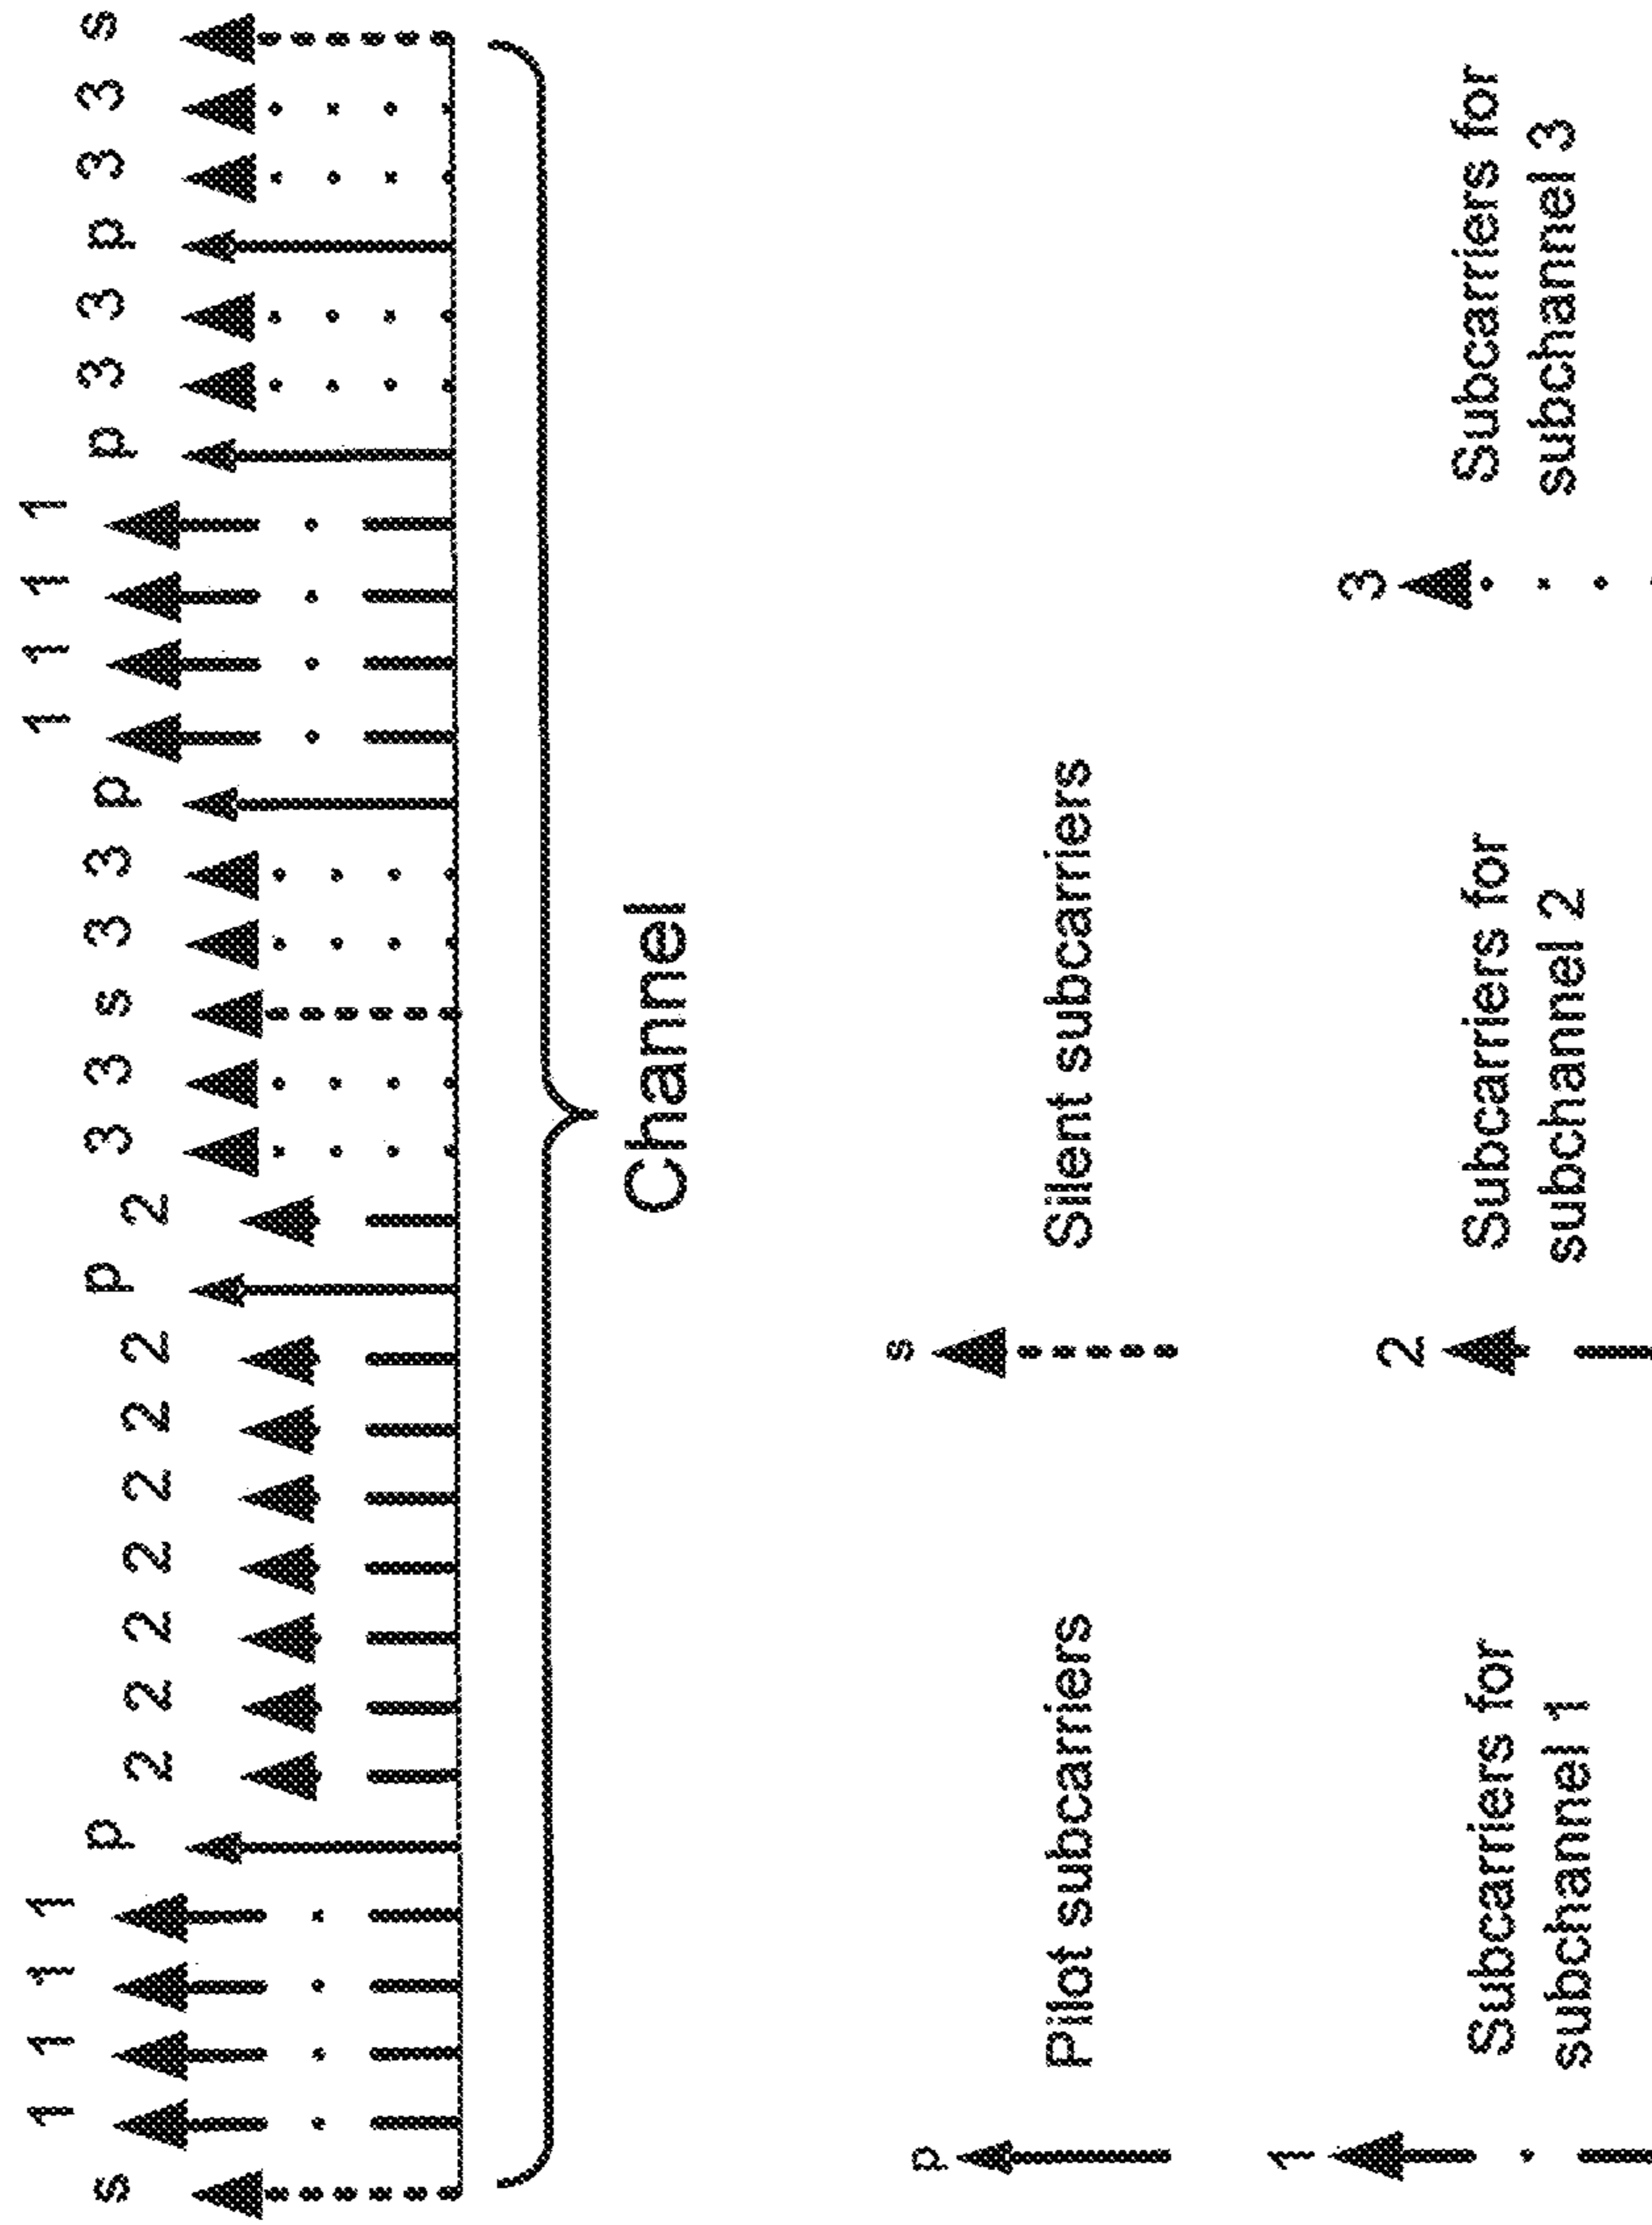 s 1 1 1 1 p 2 2 2 2 2 2 2 p 2 3 3 s 3 3 p 1 1 1 1 p 3 3 p 3 3 s
Channel
p
Pilot subcarriers
s
Silent subcarriers
1
Subcarriers for
subchannel 1
2
Subcarriers for
subchannel 2
3
Subcarriers for
subchannel 3